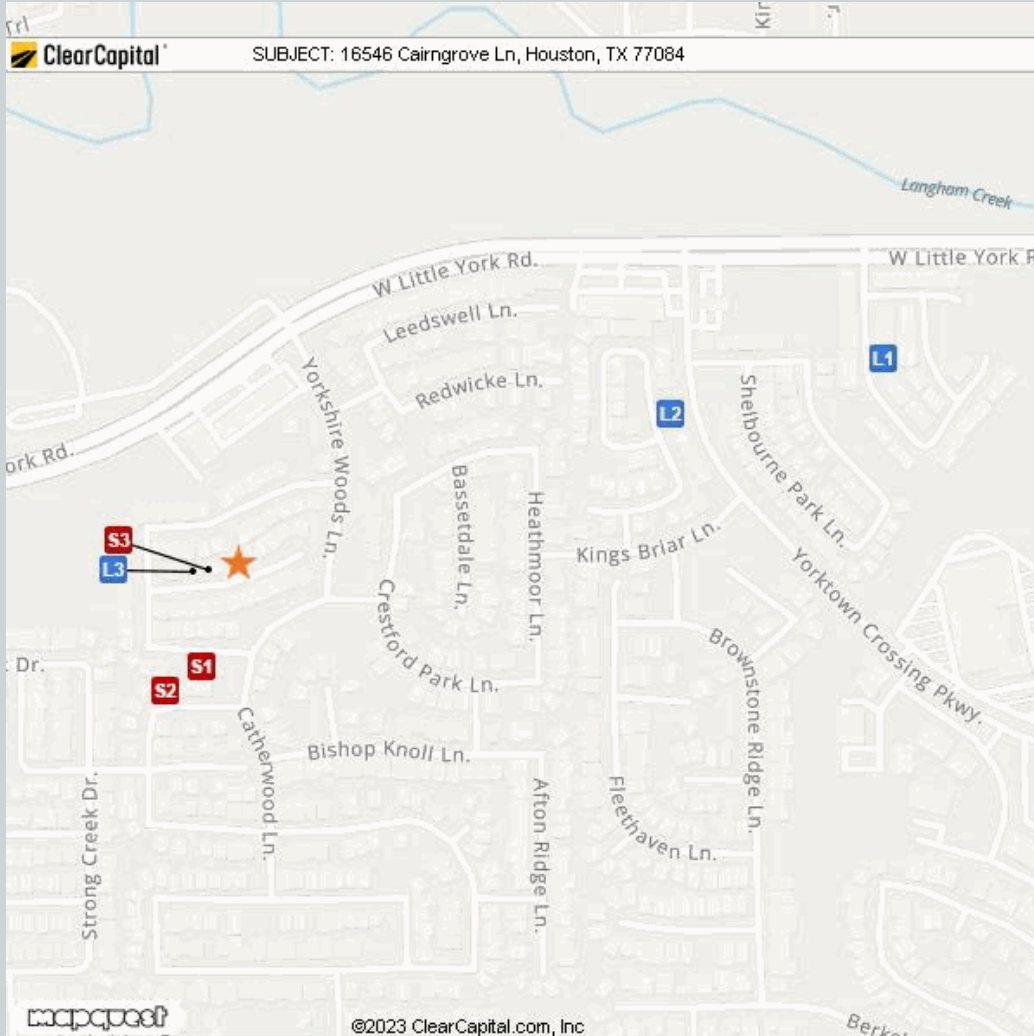 Trl
Kir
ClearCapital
SUBJECT: 16546 Cairngrove Ln, Houston, TX 77084
Langham Creek
W Little York Rd.
W Little York R
Leedswell Ln.
L1
Yorkshire Woods Ln.
Redwicke Ln.
L2
Shelbourne Park Ln.
ork Rd.
Bassetdale Ln.
Heathmoor Ln.
S3
Kings Briar Ln.
L3
Yorktown Crossing Pkwy.
Crestford Park Ln.
: Dr.
S1
S2
Brownstone Ridge Ln.
Catherwood Ln.
Bishop Knoll Ln.
Strong Creek Dr.
Afton Ridge Ln.
Fleethaven Ln.
mapquest
©2023 ClearCapital.com, Inc
Berke